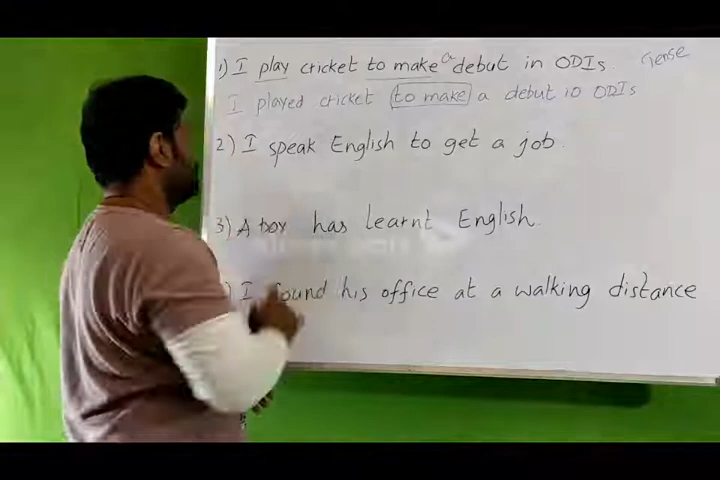 1) I play cricket to make a debut in ODIs. Tense
I played cricket to make a debut in ODIs
2) I speak English to get a job.
3) A boy has learnt English.
) I found his office at a walking distance